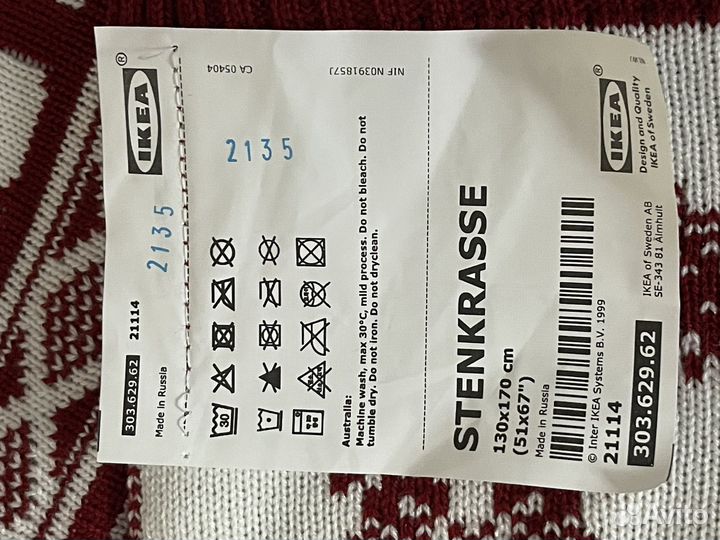 IKEA®
303.629.62
21114
Made in Russia
2135
CA 05404
NIF N0391857J
2135
30
Australia:
Machine wash, max 30°C, mild process. Do not bleach. Do not
tumble dry. Do not iron. Do not dryclean.
STENKRASSE
130x170 cm
(51x67")
Made in Russia
© Inter IKEA Systems B.V. 1999
21114
303.629.62
IKEA®
Design and Quality
IKEA of Sweden
IKEA of Sweden AB
SE-343 81 Älmhult
Avito